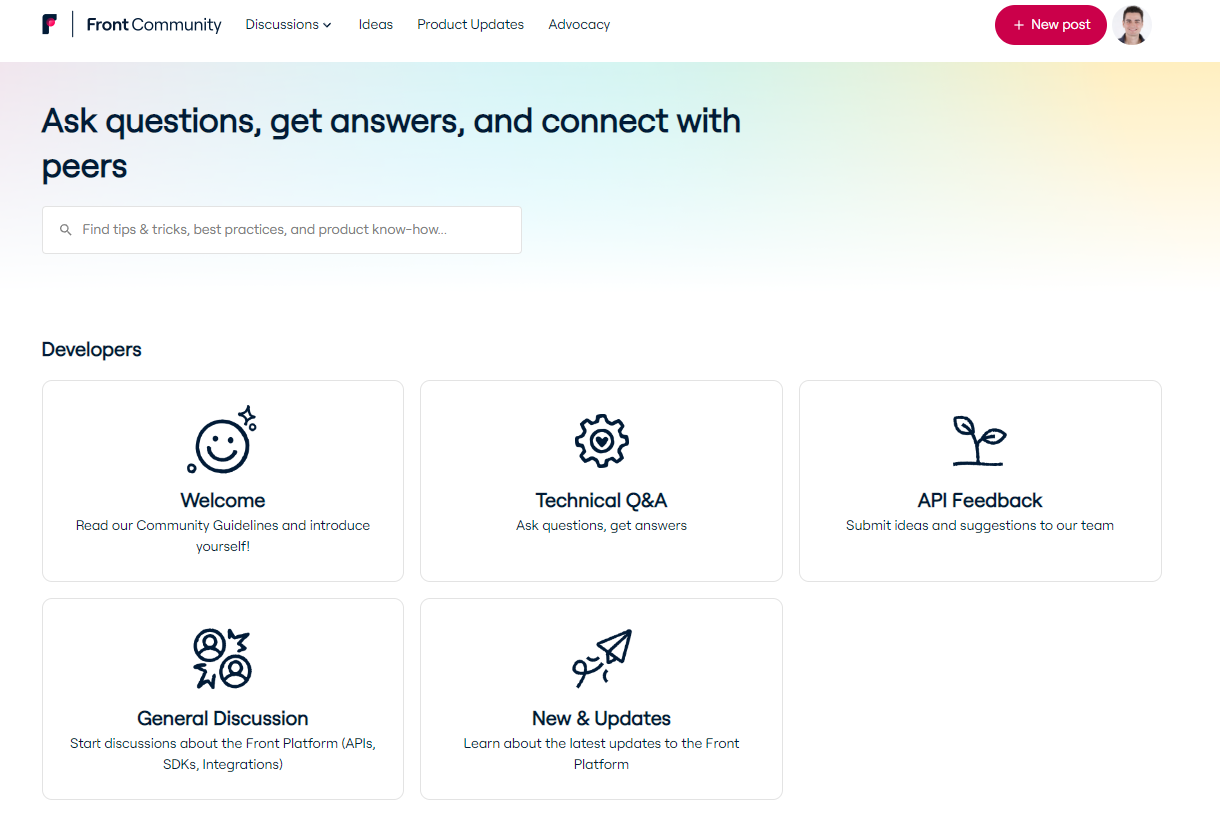 Front Community
Discussions
Ideas
Product Updates
Advocacy
+ New post
Ask questions, get answers, and connect with
peers
Find tips & tricks, best practices, and product know-how...
Developers
Welcome
Read our Community Guidelines and introduce
yourself!
Technical Q&A
Ask questions, get answers
API Feedback
Submit ideas and suggestions to our team
General Discussion
Start discussions about the Front Platform (APIs,
SDKs, Integrations)
New & Updates
Learn about the latest updates to the Front
Platform